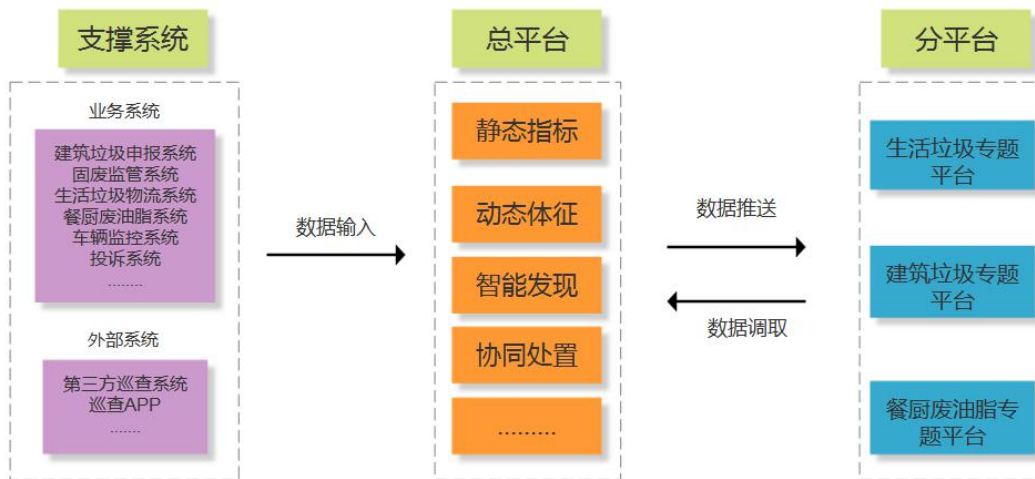 支撑系统
业务系统
建筑垃圾申报系统
固废监管系统
生活垃圾物流系统
餐厨废油脂系统
车辆监控系统
投诉系统
........
外部系统
第三方巡查系统
巡查APP
.......
数据输入
总平台
静态指标
动态体征
智能发现
协同处置
.........
数据推送
数据调取
分平台
生活垃圾专题
平台
建筑垃圾专题
平台
餐厨废油脂专
题平台